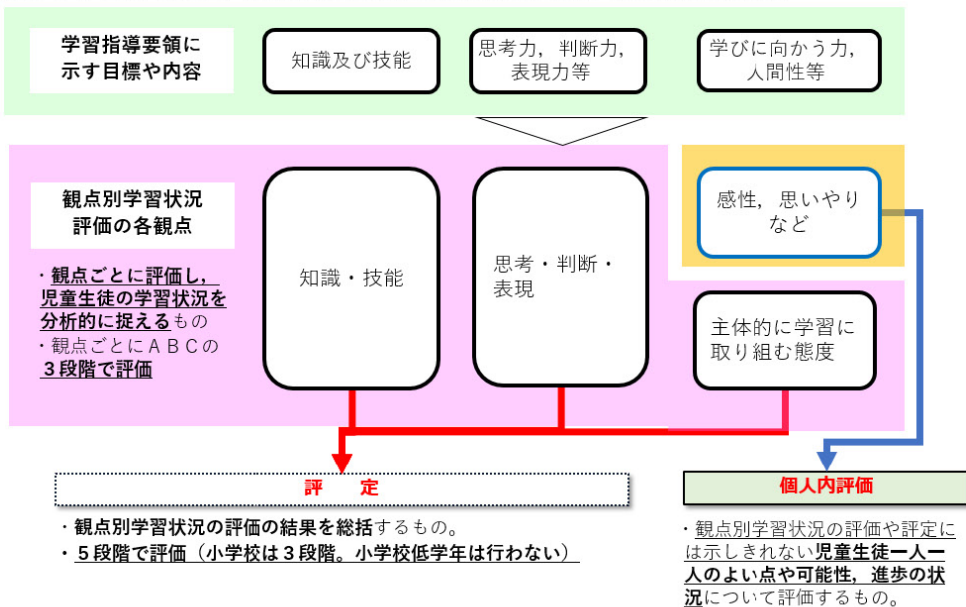 学習指導要領に
示す目標や内容
知識及び技能
思考力，判断力，
表現力等
学びに向かう力，
人間性等
観点別学習状況
評価の各観点
・観点ごとに評価し，
児童生徒の学習状況を
分析的に捉えるもの
・観点ごとにＡＢＣの
３段階で評価
知識・技能
思考・判断・
表現
感性，思いやり
など
主体的に学習に
取り組む態度
評　定
・観点別学習状況の評価の結果を総括するもの。
・５段階で評価（小学校は３段階。小学校低学年は行わない）
個人内評価
・観点別学習状況の評価や評定に
は示しきれない児童生徒一人一
人のよい点や可能性，進歩の状
況について評価するもの。